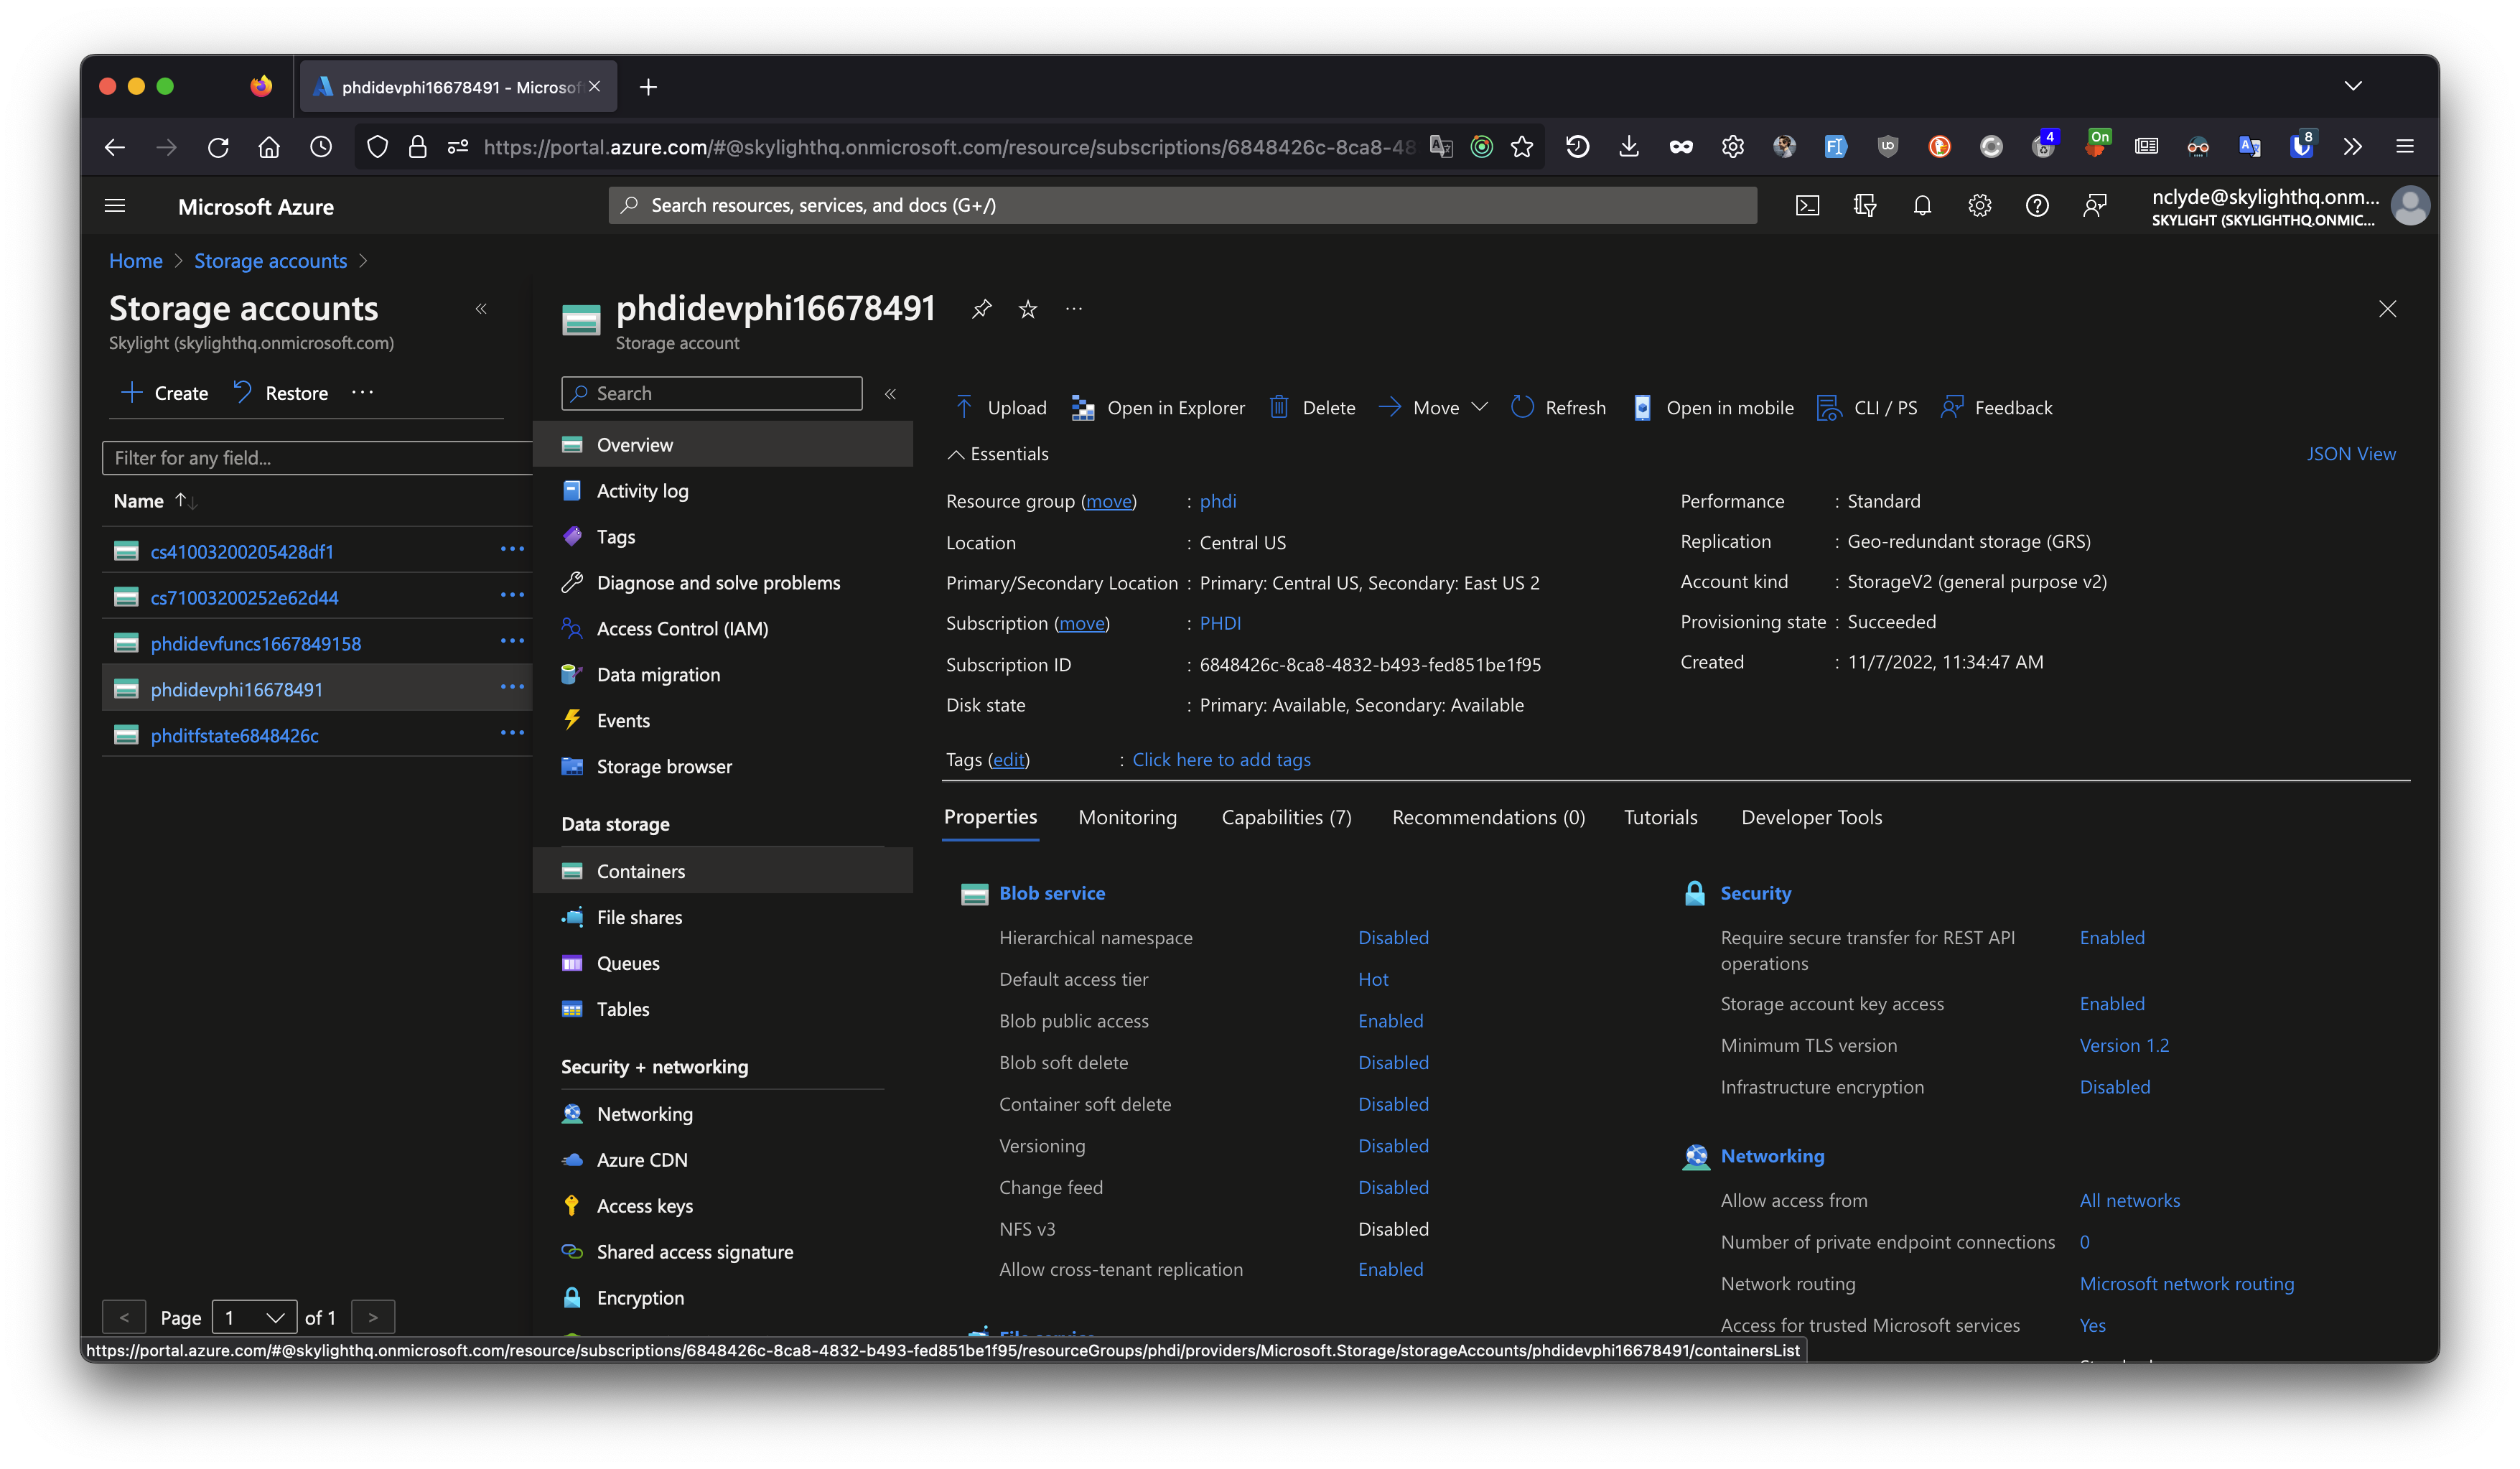 phdidevphi16678491 - Microsof
https://portal.azure.com/#@skylighthq.onmicrosoft.com/resource/subscriptions/6848426c-8ca8-48
4
On
8
Microsoft Azure
Search resources, services, and docs (G+/)
nclyde@skylighthq.onm...
SKYLIGHT (SKYLIGHTHQ.ONMIC...
Home > Storage accounts >
Storage accounts
Skylight (skylighthq.onmicrosoft.com)
Create
Restore
Filter for any field...
Name
cs41003200205428df1
cs71003200252e62d44
phdidevfuncs1667849158
phdidevphi16678491
phditfstate6848426c
< Page 1 of 1 >
phdidevphi16678491
Storage account
Search
Overview
Activity log
Tags
Diagnose and solve problems
Access Control (IAM)
Data migration
Events
Storage browser
Data storage
Containers
File shares
Queues
Tables
Security + networking
Networking
Azure CDN
Access keys
Shared access signature
Encryption
Upload
Open in Explorer
Delete
Move
Refresh
Open in mobile
CLI / PS
Feedback
Essentials
JSON View
Resource group (move) : phdi
Location : Central US
Primary/Secondary Location : Primary: Central US, Secondary: East US 2
Subscription (move) : PHDI
Subscription ID : 6848426c-8ca8-4832-b493-fed851be1f95
Disk state : Primary: Available, Secondary: Available
Performance : Standard
Replication : Geo-redundant storage (GRS)
Account kind : StorageV2 (general purpose v2)
Provisioning state : Succeeded
Created : 11/7/2022, 11:34:47 AM
Tags (edit) : Click here to add tags
Properties
Monitoring
Capabilities (7)
Recommendations (0)
Tutorials
Developer Tools
Blob service
Hierarchical namespace Disabled
Default access tier Hot
Blob public access Enabled
Blob soft delete Disabled
Container soft delete Disabled
Versioning Disabled
Change feed Disabled
NFS v3 Disabled
Allow cross-tenant replication Enabled
Security
Require secure transfer for REST API operations Enabled
Storage account key access Enabled
Minimum TLS version Version 1.2
Infrastructure encryption Disabled
Networking
Allow access from All networks
Number of private endpoint connections 0
Network routing Microsoft network routing
Access for trusted Microsoft services Yes
https://portal.azure.com/#@skylighthq.onmicrosoft.com/resource/subscriptions/6848426c-8ca8-4832-b493-fed851be1f95/resourceGroups/phdi/providers/Microsoft.Storage/storageAccounts/phdidevphi16678491/containersList